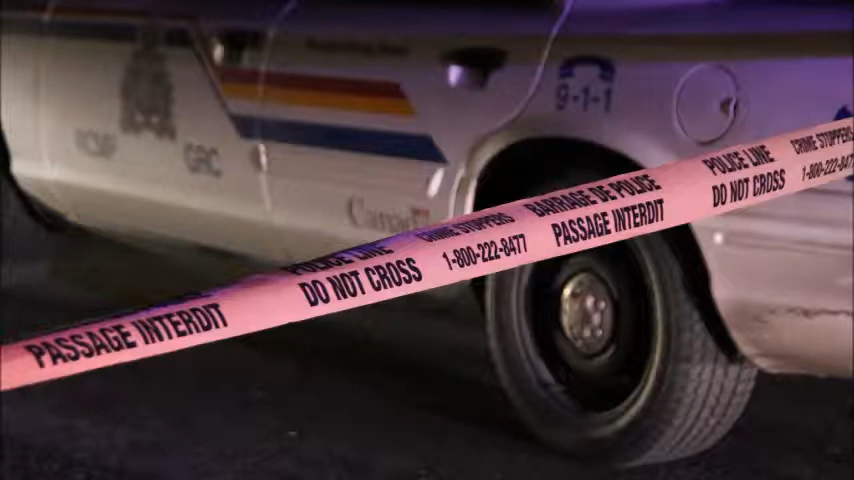 RCMP
GRC
9-1-1
Canada
PASSAGE INTERDIT
POLICE LINE
DO NOT CROSS
CRIME STOPPERS
1-800-222-8477
BARRAGE DE POLICE
PASSAGE INTERDIT
POLICE LINE
DO NOT CROSS
CRIME STOPPERS
1-800-222-8477